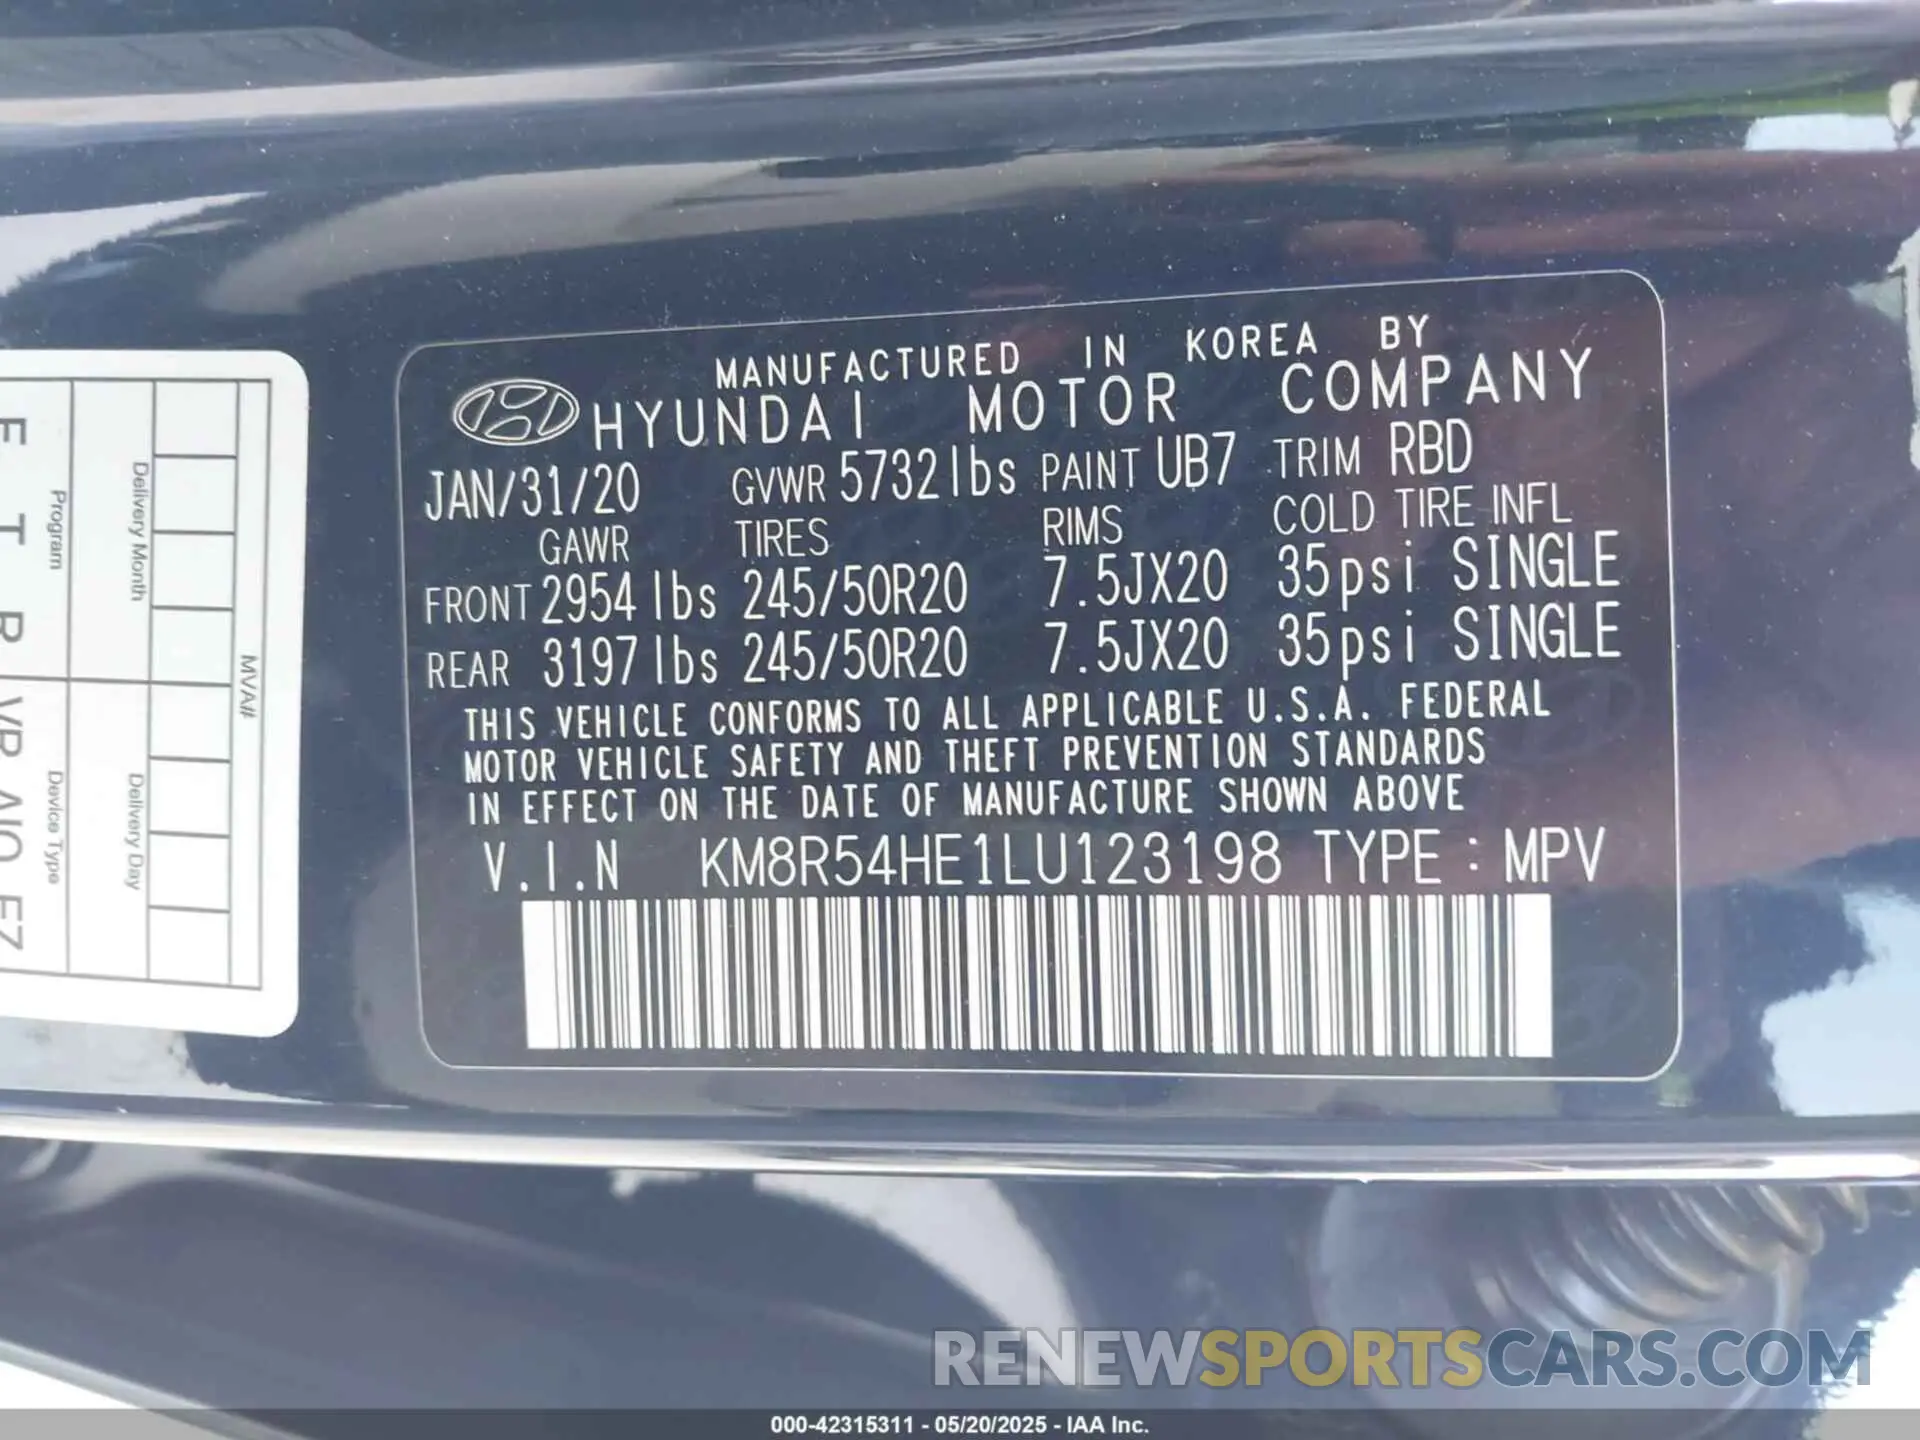 MANUFACTURED IN KOREA BY
HYUNDAI MOTOR COMPANY
JAN/31/20 GVWR 5732lbs PAINT UB7 TRIM RBD
GAWR TIRES RIMS COLD TIRE INFL
FRONT 2954 lbs 245/50R20 7.5JX20 35psi SINGLE
REAR 3197 lbs 245/50R20 7.5JX20 35psi SINGLE
THIS VEHICLE CONFORMS TO ALL APPLICABLE U.S.A. FEDERAL
MOTOR VEHICLE SAFETY AND THEFT PREVENTION STANDARDS
IN EFFECT ON THE DATE OF MANUFACTURE SHOWN ABOVE
V.I.N KM8R54HE1LU123198 TYPE : MPV
MVA#
Delivery Month
Delivery Day
Program
Device Type
RENEWSPORTSCARS.COM
000-42315311 - 05/20/2025 - IAA Inc.